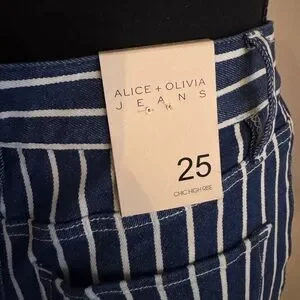 ALICE + OLIVIA
JEANS
25
CHIC HIGH RISE